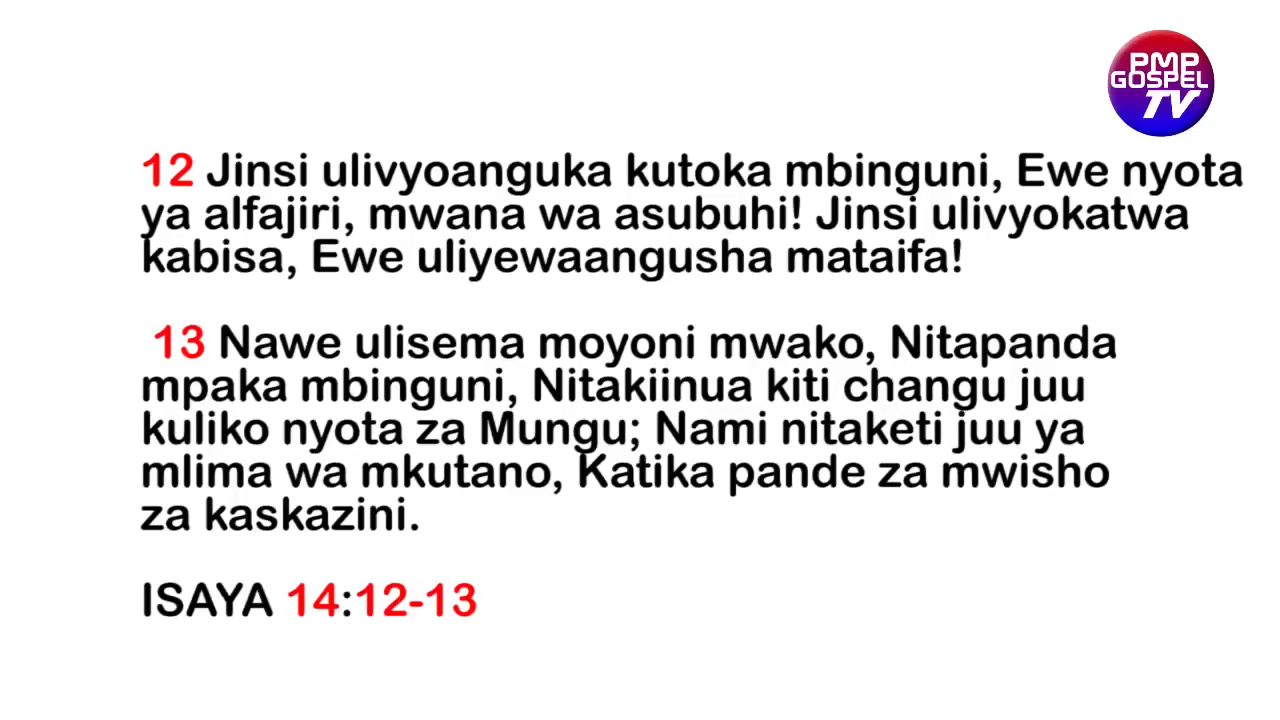 PMP
GOSPEL
TV
12 Jinsi ulivyoanguka kutoka mbinguni, Ewe nyota
ya alfajiri, mwana wa asubuhi! Jinsi ulivyokatwa
kabisa, Ewe uliyewaangusha mataifa!
13 Nawe ulisema moyoni mwako, Nitapanda
mpaka mbinguni, Nitakiinua kiti changu juu
kuliko nyota za Mungu; Nami nitaketi juu ya
mlima wa mkutano, Katika pande za mwisho
za kaskazini.
ISAYA 14:12-13